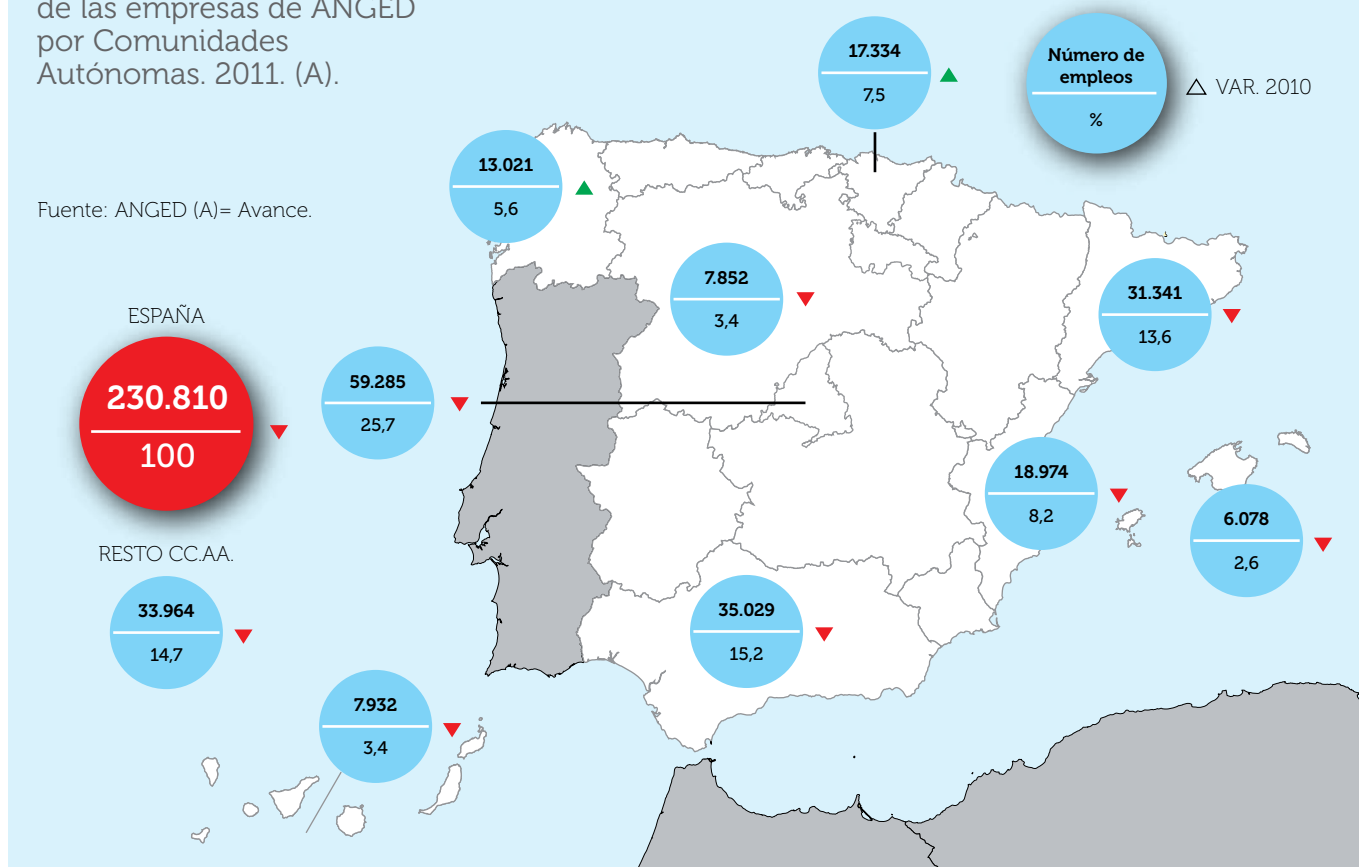 de las empresas de ANGED
por Comunidades
Autónomas. 2011. (A).
Fuente: ANGED (A)= Avance.
Número de
empleos
%
△ VAR. 2010
17.334
7,5
13.021
5,6
7.852
3,4
31.341
13,6
ESPAÑA
230.810
100
59.285
25,7
18.974
8,2
6.078
2,6
RESTO CC.AA.
33.964
14,7
35.029
15,2
7.932
3,4